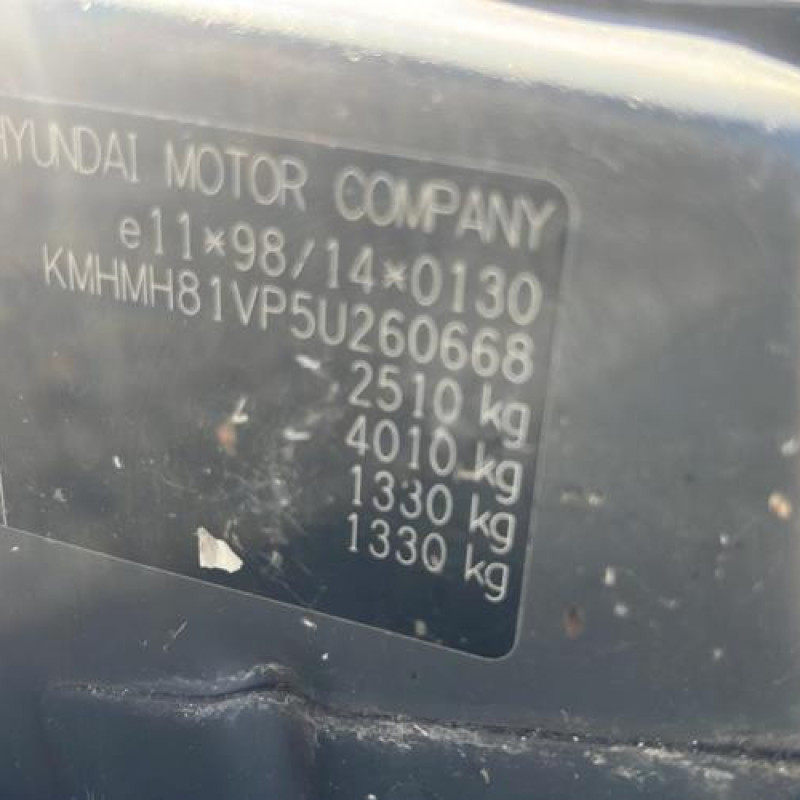 HYUNDAI MOTOR COMPANY
e11*98/14*0130
KMHMH81VP5U260668
2510 kg
4010 kg
1330 kg
1330 kg